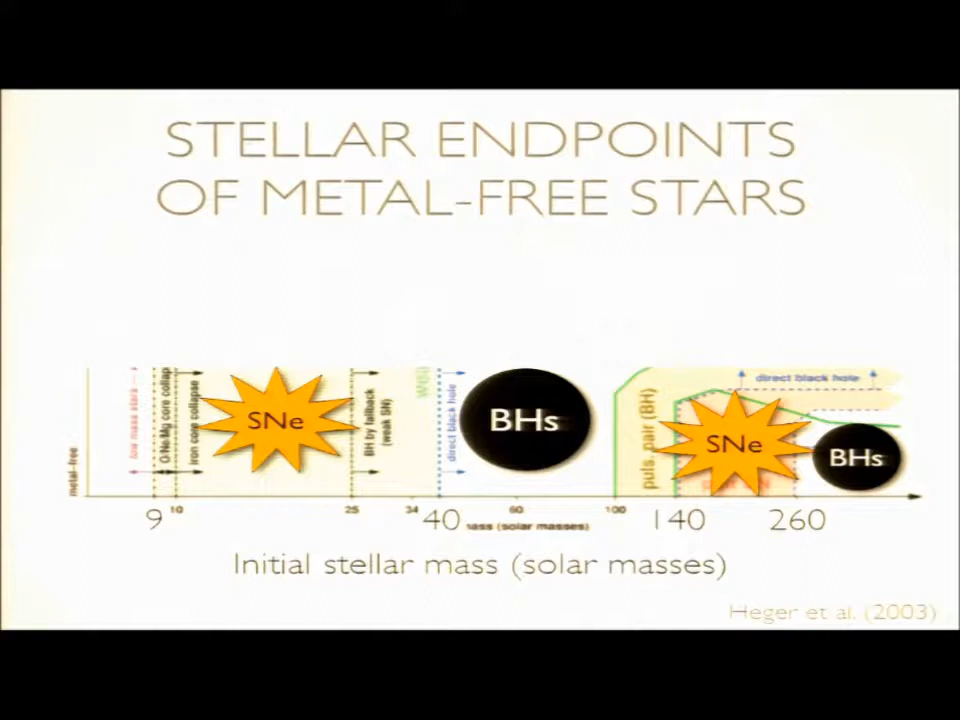 STELLAR ENDPOINTS
OF METAL-FREE STARS
metal-free
low mass stars
O/Ne/Mg core collap
iron core collapse
SNe
BH by fallback
(weak SN)
direct black hole
BHs
puls. pair (BH)
direct black hole
SNe
BHs
9 10 25 34 40 60 100 140 260
mass (solar masses)
Initial stellar mass (solar masses)
Heger et al. (2003)